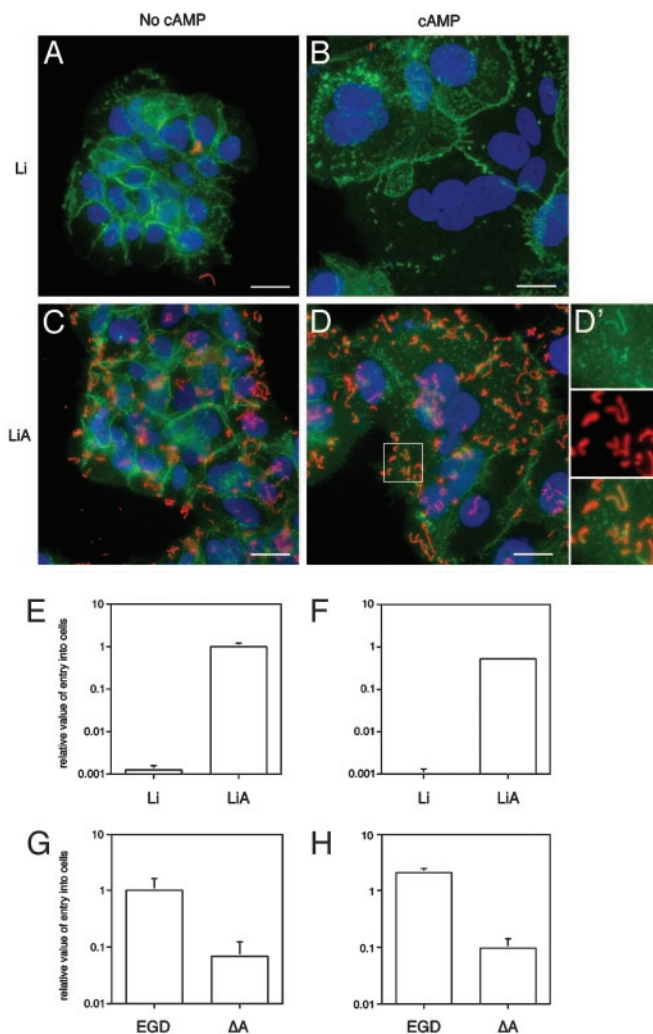 No cAMP cAMP
A B
Li
C D D'
LiA
E F
relative value of entry into cells
10 10
1 1
0.1 0.1
0.01 0.01
0.001 0.001
Li LiA Li LiA
G H
relative value of entry into cells
10 10
1 1
0.1 0.1
0.01 0.01
EGD ΔA EGD ΔA